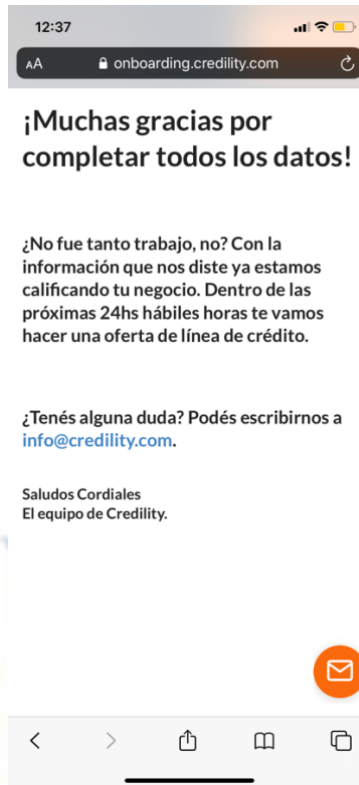 12:37
AA onboarding.credility.com
¡Muchas gracias por
completar todos los datos!
¿No fue tanto trabajo, no? Con la
información que nos diste ya estamos
calificando tu negocio. Dentro de las
próximas 24hs hábiles horas te vamos
hacer una oferta de línea de crédito.
¿Tenés alguna duda? Podés escribirnos a
info@credility.com.
Saludos Cordiales
El equipo de Credility.